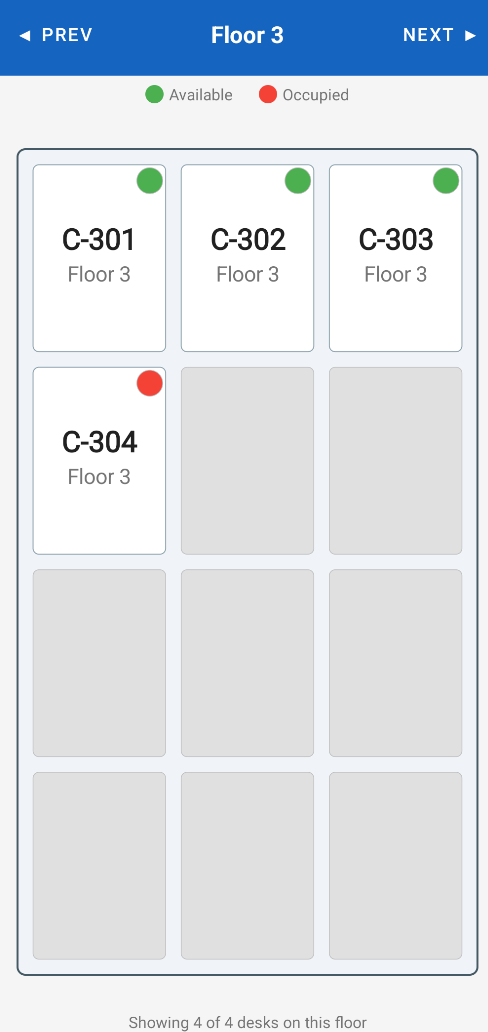 ◄ PREV Floor 3 NEXT ►
Available Occupied
C-301 C-302 C-303
Floor 3 Floor 3 Floor 3
C-304
Floor 3
Showing 4 of 4 desks on this floor